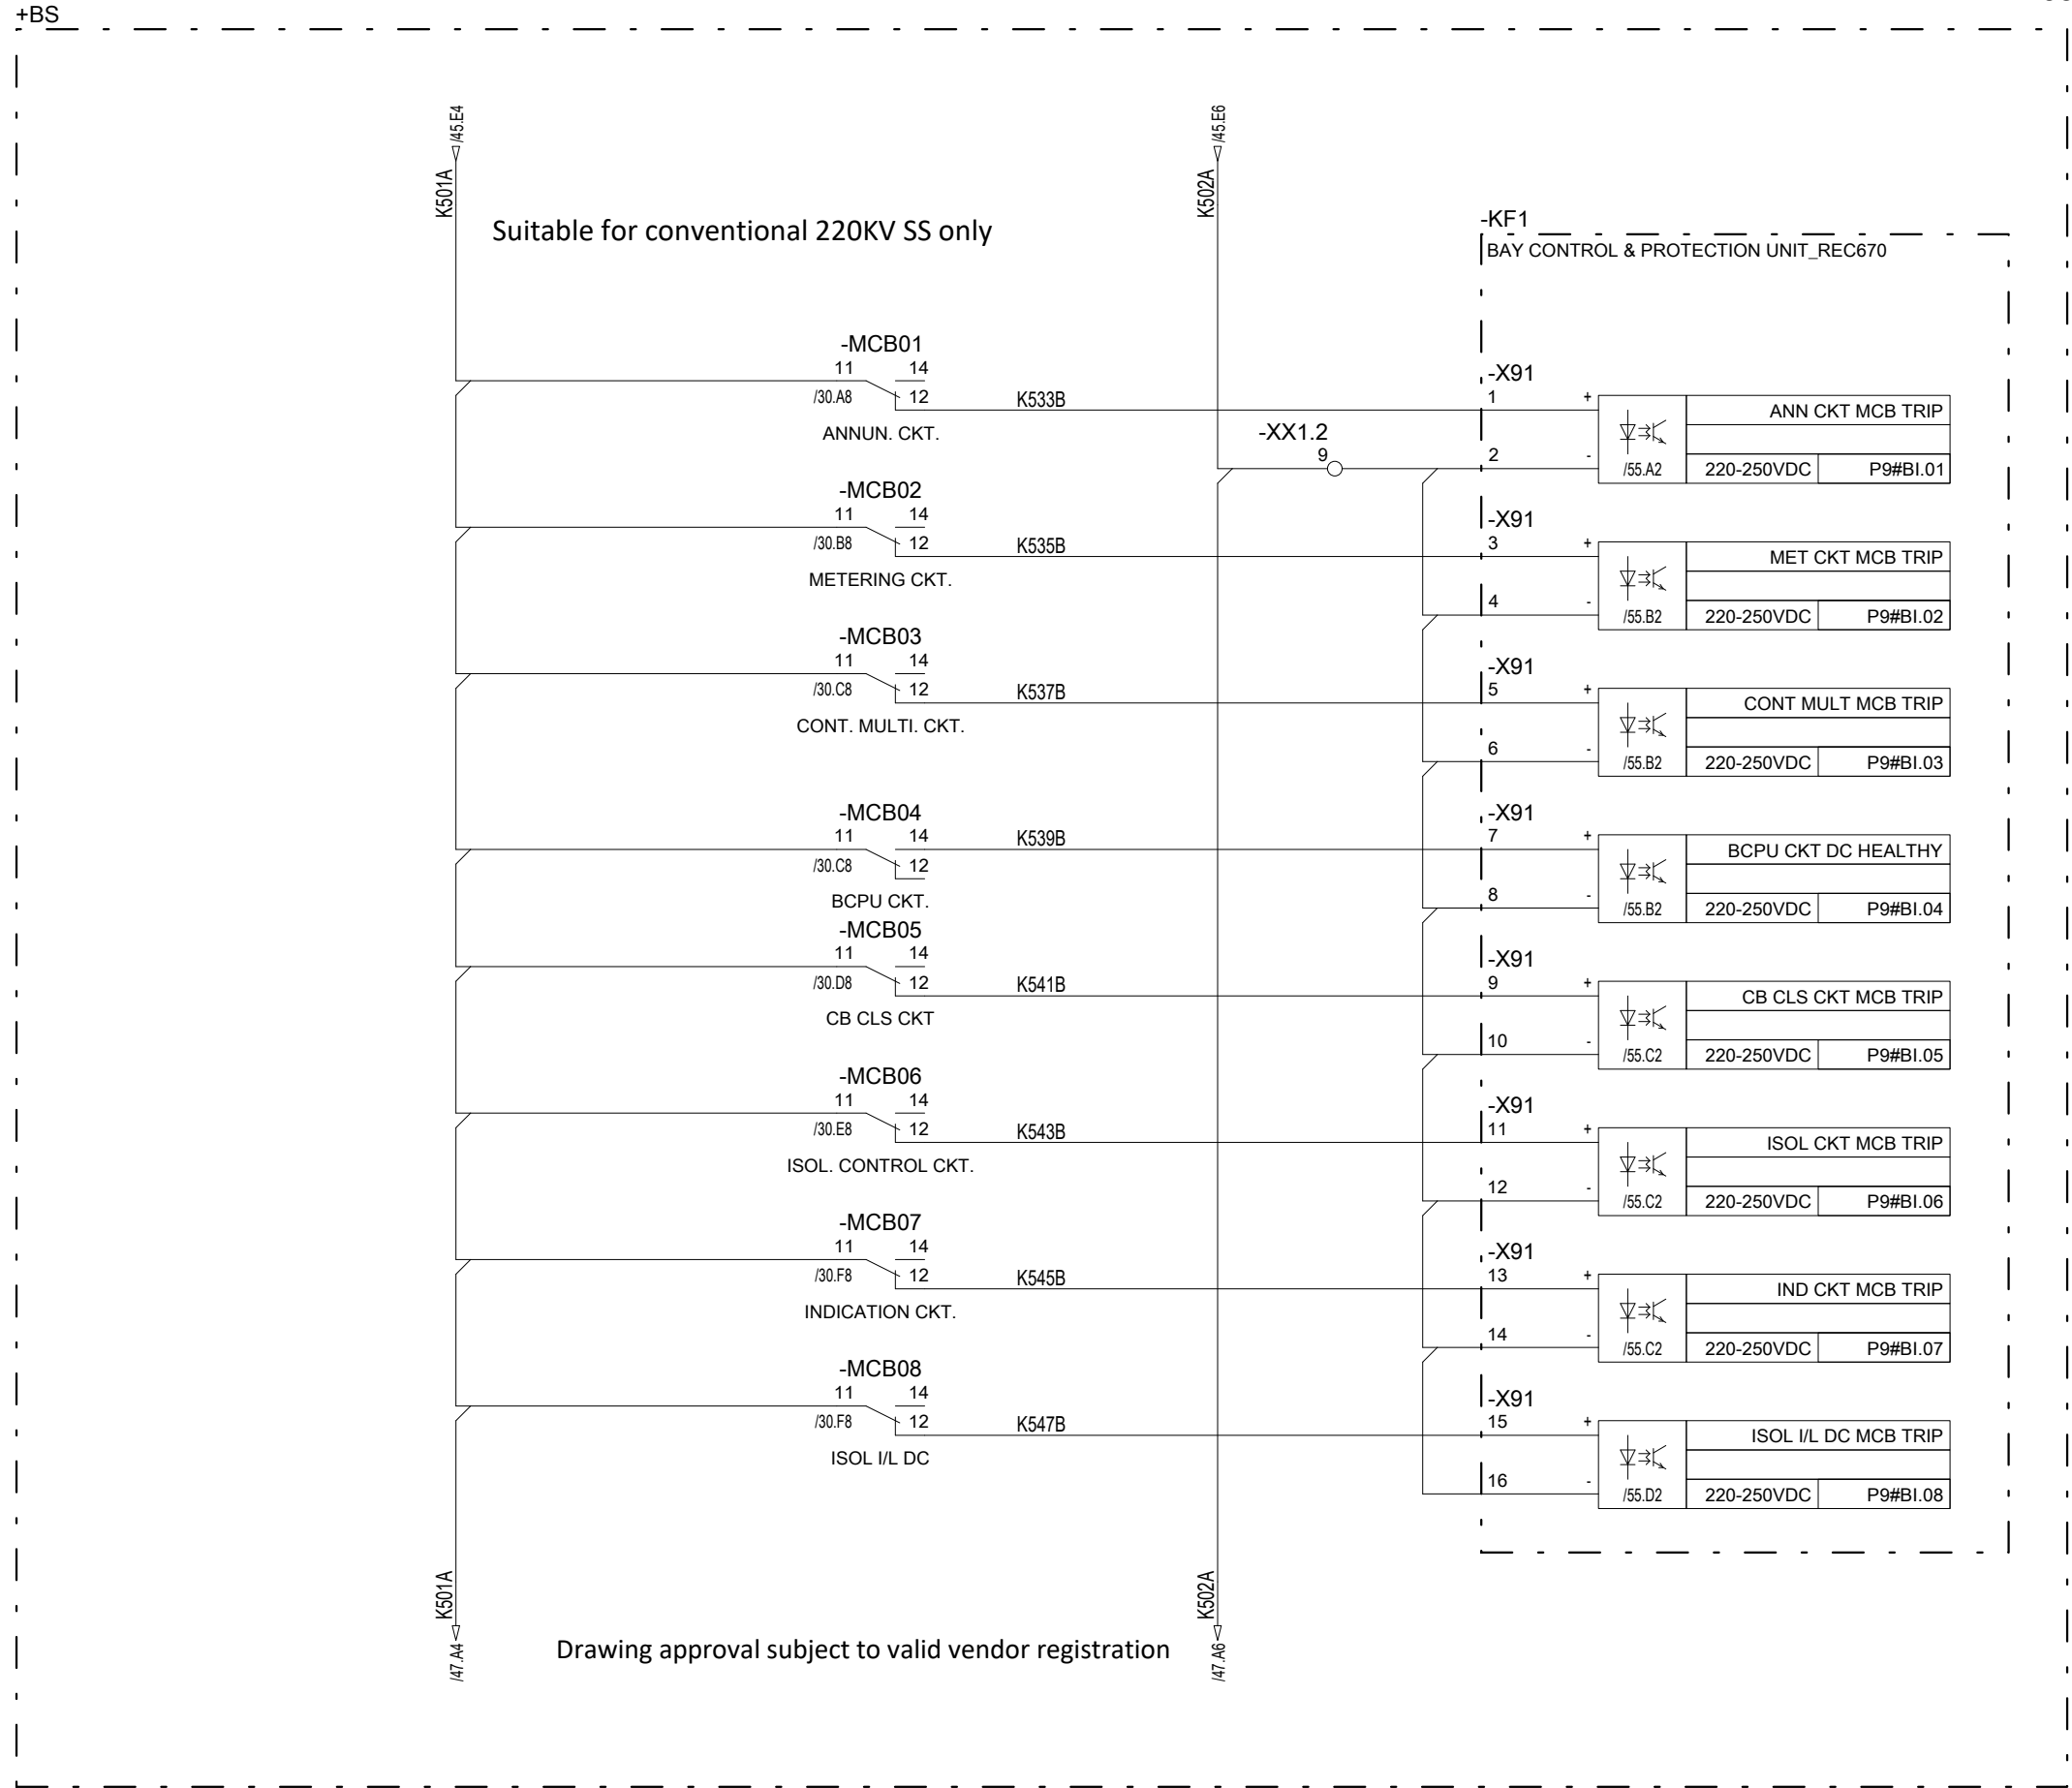 +BS
/45.E4
/45.E6
K501A
K502A
Suitable for conventional 220KV SS only
-KF1
BAY CONTROL & PROTECTION UNIT_REC670
-MCB01
11 14
/30.A8 12 K533B
ANNUN. CKT.
-X91
1 +
2 -
-XX1.2
9
ANN CKT MCB TRIP
/55.A2 220-250VDC P9#BI.01
-MCB02
11 14
/30.B8 12 K535B
METERING CKT.
-X91
3 +
4 -
MET CKT MCB TRIP
/55.B2 220-250VDC P9#BI.02
-MCB03
11 14
/30.C8 12 K537B
CONT. MULTI. CKT.
-X91
5 +
6 -
CONT MULT MCB TRIP
/55.B2 220-250VDC P9#BI.03
-MCB04
11 14 K539B
/30.C8 12
BCPU CKT.
-X91
7 +
8 -
BCPU CKT DC HEALTHY
/55.B2 220-250VDC P9#BI.04
-MCB05
11 14
/30.D8 12 K541B
CB CLS CKT
-X91
9 +
10 -
CB CLS CKT MCB TRIP
/55.C2 220-250VDC P9#BI.05
-MCB06
11 14
/30.E8 12 K543B
ISOL. CONTROL CKT.
-X91
11 +
12 -
ISOL CKT MCB TRIP
/55.C2 220-250VDC P9#BI.06
-MCB07
11 14
/30.F8 12 K545B
INDICATION CKT.
-X91
13 +
14 -
IND CKT MCB TRIP
/55.C2 220-250VDC P9#BI.07
-MCB08
11 14
/30.F8 12 K547B
ISOL I/L DC
-X91
15 +
16 -
ISOL I/L DC MCB TRIP
/55.D2 220-250VDC P9#BI.08
K501A
K502A
/47.A4
/47.A6
Drawing approval subject to valid vendor registration